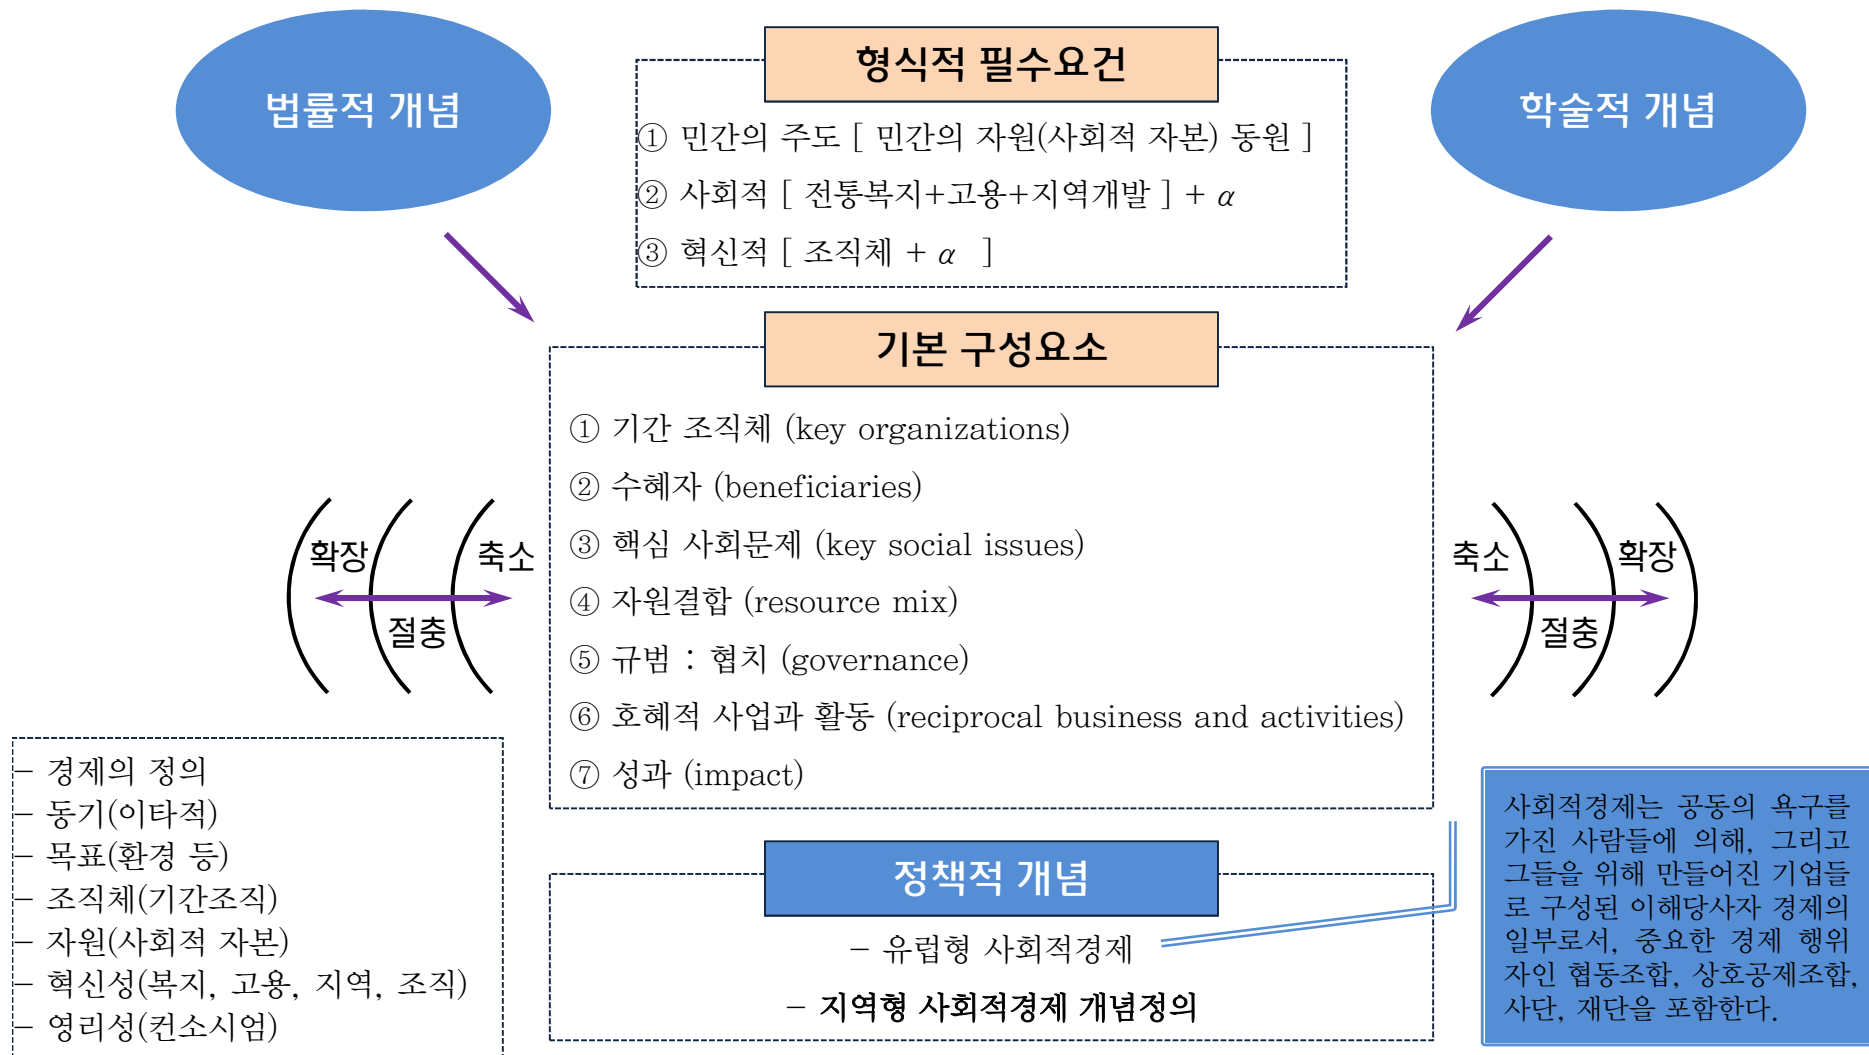 법률적 개념
형식적 필수요건
학술적 개념
① 민간의 주도 [ 민간의 자원(사회적 자본) 동원 ]
② 사회적 [ 전통복지+고용+지역개발 ] + α
③ 혁신적 [ 조직체 + α ]
기본 구성요소
① 기간 조직체 (key organizations)
② 수혜자 (beneficiaries)
③ 핵심 사회문제 (key social issues)
④ 자원결합 (resource mix)
⑤ 규범 : 협치 (governance)
⑥ 호혜적 사업과 활동 (reciprocal business and activities)
⑦ 성과 (impact)
확장
축소
절충
축소
확장
절충
– 경제의 정의
– 동기(이타적)
– 목표(환경 등)
– 조직체(기간조직)
– 자원(사회적 자본)
– 혁신성(복지, 고용, 지역, 조직)
– 영리성(컨소시엄)
정책적 개념
– 유럽형 사회적경제
– 지역형 사회적경제 개념정의
사회적경제는 공동의 욕구를
가진 사람들에 의해, 그리고
그들을 위해 만들어진 기업들
로 구성된 이해당사자 경제의
일부로서, 중요한 경제 행위
자인 협동조합, 상호공제조합,
사단, 재단을 포함한다.